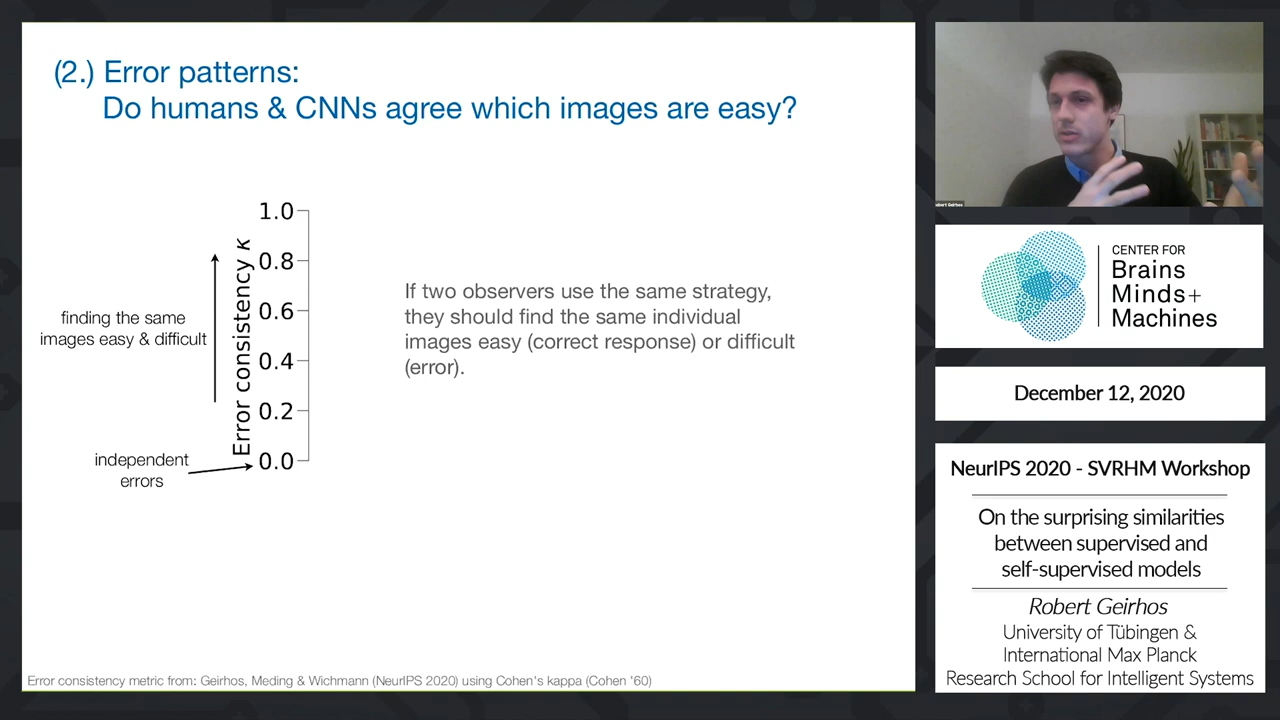 (2.) Error patterns:
Do humans & CNNs agree which images are easy?
1.0
0.8
0.6
0.4
0.2
0.0
Error consistency κ
finding the same
images easy & difficult
independent
errors
If two observers use the same strategy,
they should find the same individual
images easy (correct response) or difficult
(error).
Error consistency metric from: Geirhos, Meding & Wichmann (NeurIPS 2020) using Cohen's kappa (Cohen '60)
Robert Geirhos
CENTER FOR
Brains
Minds+
Machines
December 12, 2020
NeurIPS 2020 - SVRHM Workshop
On the surprising similarities
between supervised and
self-supervised models
Robert Geirhos
University of Tübingen &
International Max Planck
Research School for Intelligent Systems